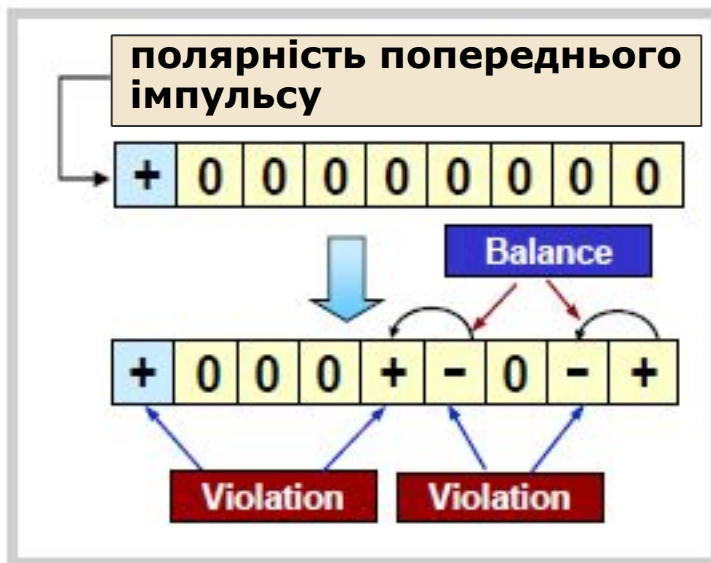 полярність попереднього
імпульсу
+ 0 0 0 0 0 0 0 0
Balance
+ 0 0 0 + - 0 - +
Violation Violation